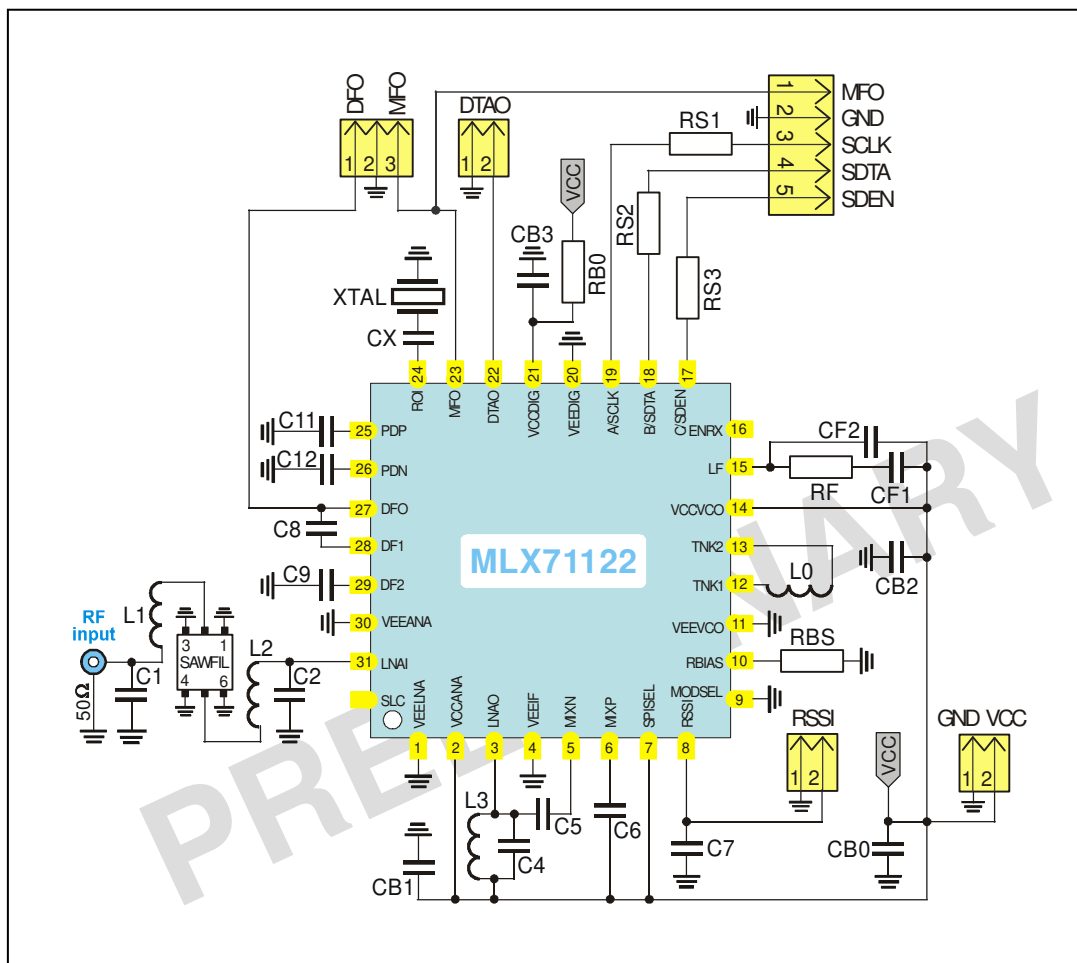 DFO
MFO
DTAO
1
2
3
1
2
1
2
3
4
5
MFO
GND
SCLK
SDTA
SDEN
RS1
RS2
RS3
VCC
CB3
RB0
XTAL
CX
24
23
22
21
20
19
18
17
ROI
MFO
DTAO
VCCDIG
VEEDIG
A/SCLK
B/SDTA
C/SDEN
C11
25
PDP
ENRX
16
CF2
C12
26
PDN
LF
15
RF
CF1
27
DFO
VCCVCO
14
C8
28
DF1
TNK2
13
MLX71122
C9
29
DF2
TNK1
12
L0
CB2
30
VEEANA
VEEVCO
11
L1
RF
input
50Ω
C1
3
1
SAWFIL
4
6
L2
C2
31
LNAI
RBIAS
10
RBS
SLC
MODSEL
9
VEELNA
VCCANA
LNAO
VEEIF
MIXN
MIXP
SPISEL
RSSI
1
2
3
4
5
6
7
8
RSSI
1
2
GND VCC
1
2
VCC
L3
C4
C5
C6
C7
CB1
CB0
PRELIMINARY